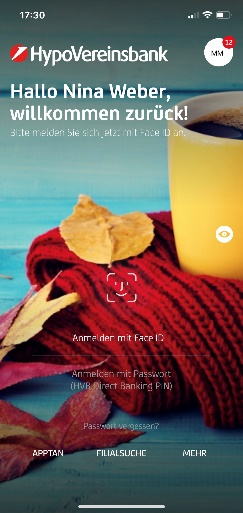 17:30
HypoVereinsbank
MM
12
Hallo Nina Weber,
willkommen zurück!
Bitte melden Sie sich jetzt mit Face ID an.
Anmelden mit Face ID
Anmelden mit Passwort
(HVB Direct Banking PIN)
Passwort vergessen?
APPTAN FILIALSUCHE MEHR